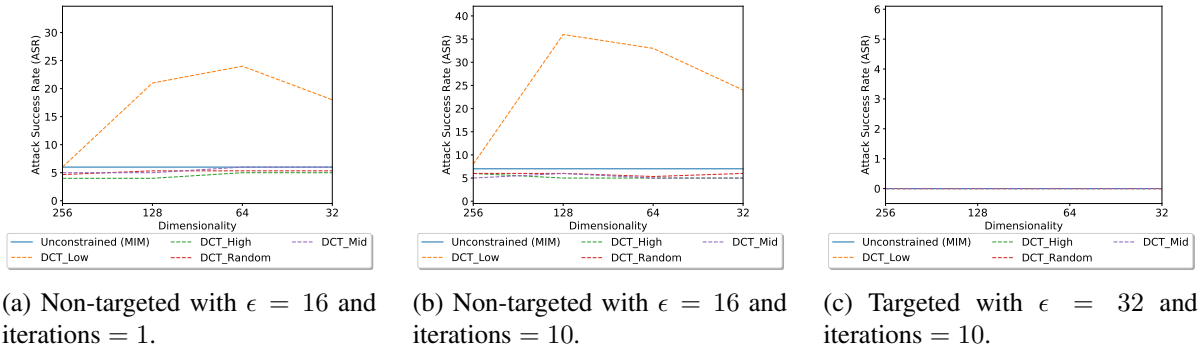 Attack Success Rate (ASR)
30
25
20
15
10
5
0
256
128
64
32
Dimensionality
Unconstrained (MIM)
DCT_High
DCT_Mid
DCT_Low
DCT_Random
(a) Non-targeted with ϵ = 16 and
iterations = 1.
Attack Success Rate (ASR)
40
35
30
25
20
15
10
5
0
256
128
64
32
Dimensionality
Unconstrained (MIM)
DCT_High
DCT_Mid
DCT_Low
DCT_Random
(b) Non-targeted with ϵ = 16 and
iterations = 10.
Attack Success Rate (ASR)
6
5
4
3
2
1
0
256
128
64
32
Dimensionality
Unconstrained (MIM)
DCT_High
DCT_Mid
DCT_Low
DCT_Random
(c) Targeted with ϵ = 32 and
iterations = 10.